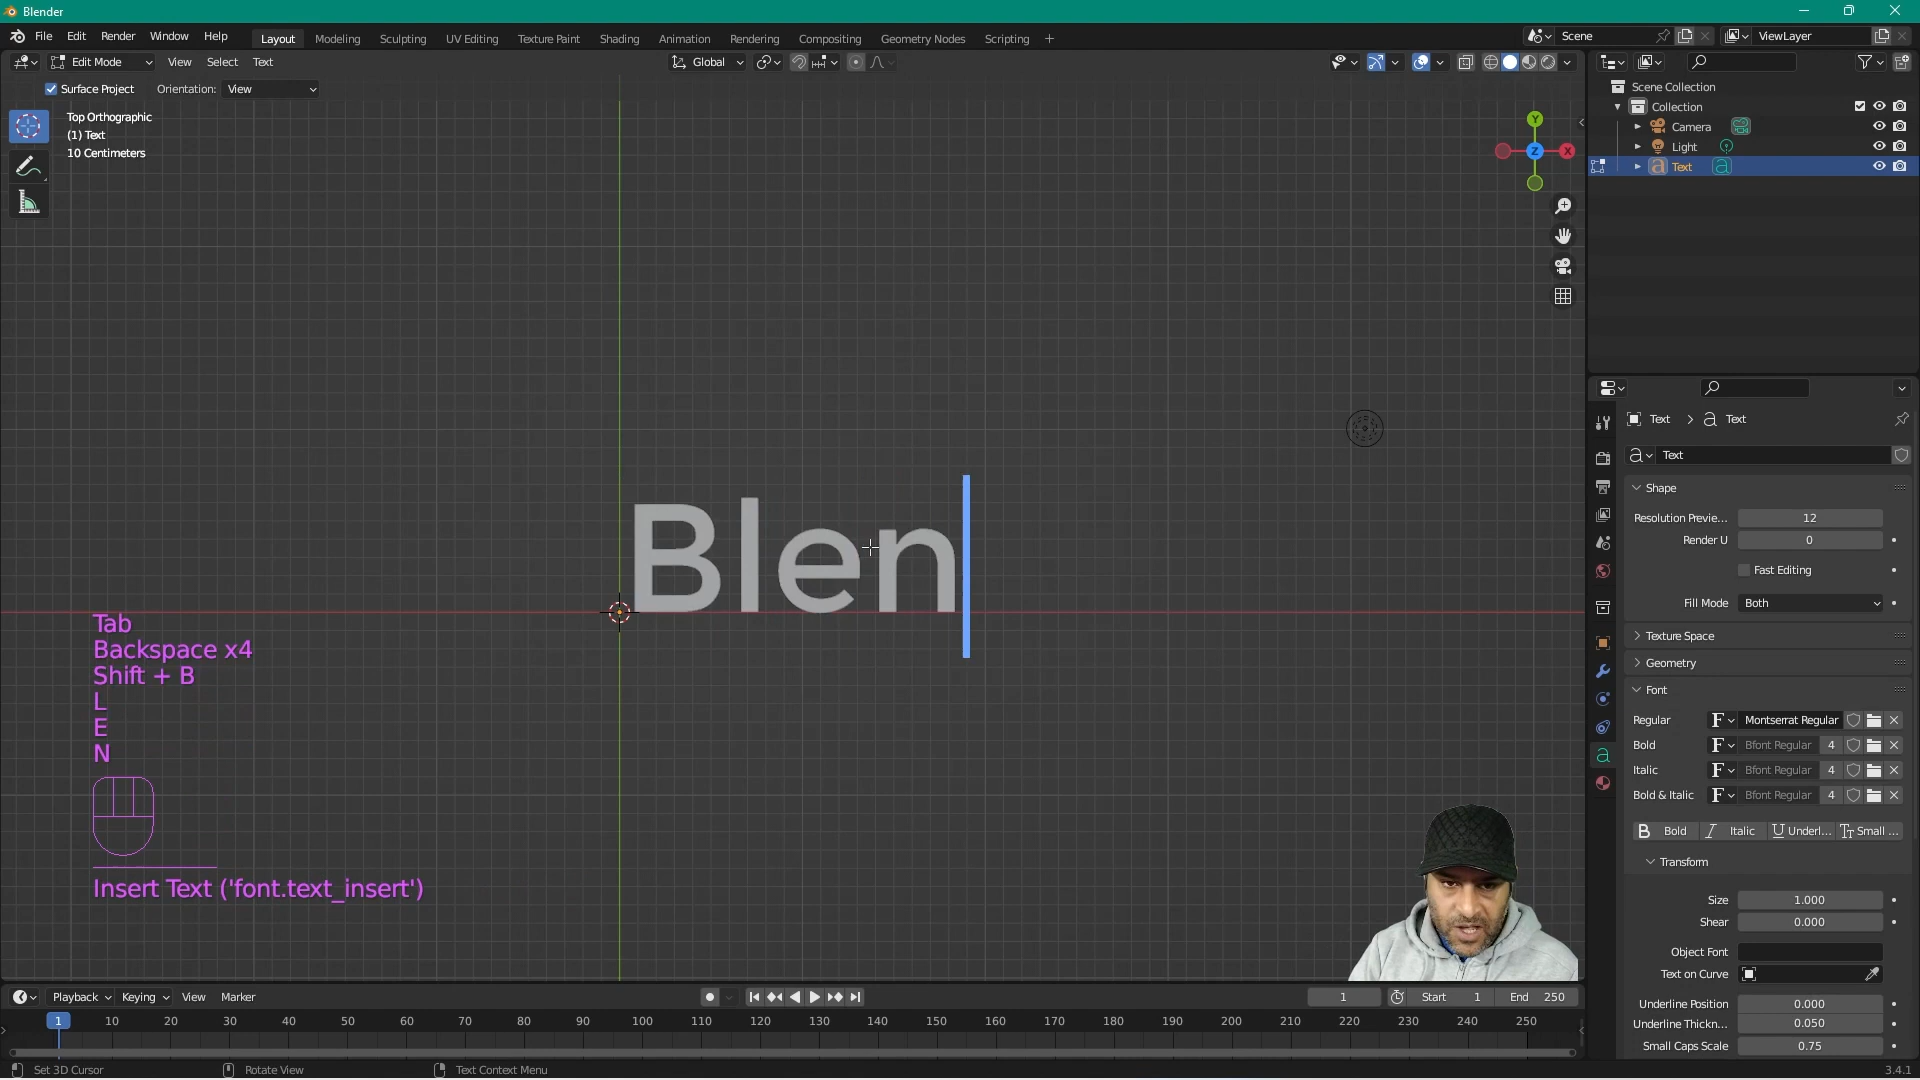 Blender
File Edit Render Window Help Layout Modeling Sculpting UV Editing Texture Paint Shading Animation Rendering Compositing Geometry Nodes Scripting + Scene ViewLayer
Edit Mode View Select Text Global
Surface Project Orientation: View
Top Orthographic
(1) Text
10 Centimeters
Y
X
Z
Scene Collection
Collection
Camera
Light
Text
Text > Text
Text
Shape
Resolution Previe... 12
Render U 0
Fast Editing
Fill Mode Both
Texture Space
Geometry
Font
Regular Montserrat Regular
Bold Bfont Regular 4
Italic Bfont Regular 4
Bold & Italic Bfont Regular 4
B Bold I Italic U Underl... Tt Small ...
Transform
Size 1.000
Shear 0.000
Object Font
Text on Curve
Underline Position 0.000
Underline Thickn... 0.050
Small Caps Scale 0.75
Blen
Tab
Backspace x4
Shift + B
L
E
N
Insert Text ('font.text_insert')
Playback Keying View Marker 1 Start 1 End 250
1 10 20 30 40 50 60 70 80 90 100 110 120 130 140 150 160 170 180 190 200 210 220 230 240 250
Set 3D Cursor Rotate View Text Context Menu 3.4.1